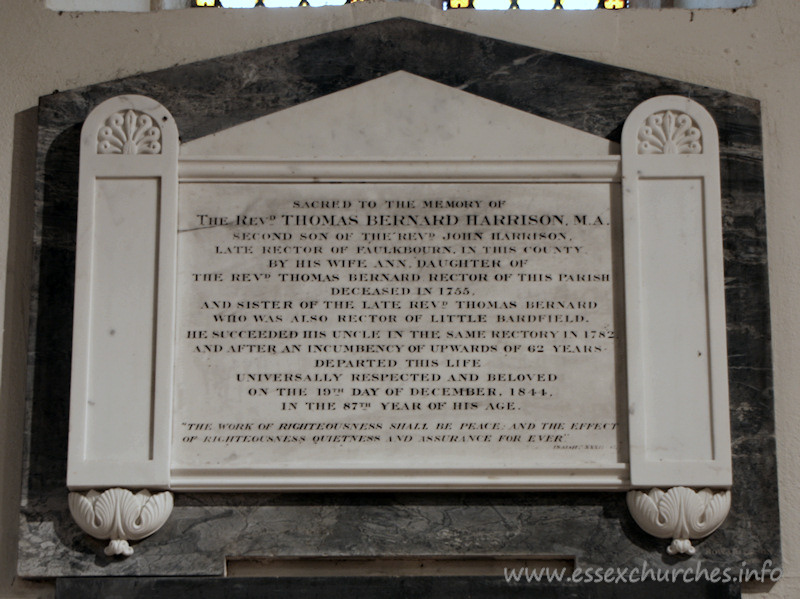 SACRED TO THE MEMORY OF
THE REVD THOMAS BERNARD HARRISON, M.A.
SECOND SON OF THE REVD JOHN HARRISON,
LATE RECTOR OF FAULKBOURN, IN THIS COUNTY,
BY HIS WIFE ANN, DAUGHTER OF
THE REVD THOMAS BERNARD RECTOR OF THIS PARISH
DECEASED IN 1755,
AND SISTER OF THE LATE REVD THOMAS BERNARD
WHO WAS ALSO RECTOR OF LITTLE BARDFIELD.
HE SUCCEEDED HIS UNCLE IN THE SAME RECTORY IN 1782,
AND AFTER AN INCUMBENCY OF UPWARDS OF 62 YEARS
DEPARTED THIS LIFE
UNIVERSALLY RESPECTED AND BELOVED
ON THE 19TH DAY OF DECEMBER, 1844,
IN THE 87TH YEAR OF HIS AGE.
"THE WORK OF RIGHTEOUSNESS SHALL BE PEACE: AND THE EFFECT
OF RIGHTEOUSNESS QUIETNESS AND ASSURANCE FOR EVER"
www.essexchurches.info